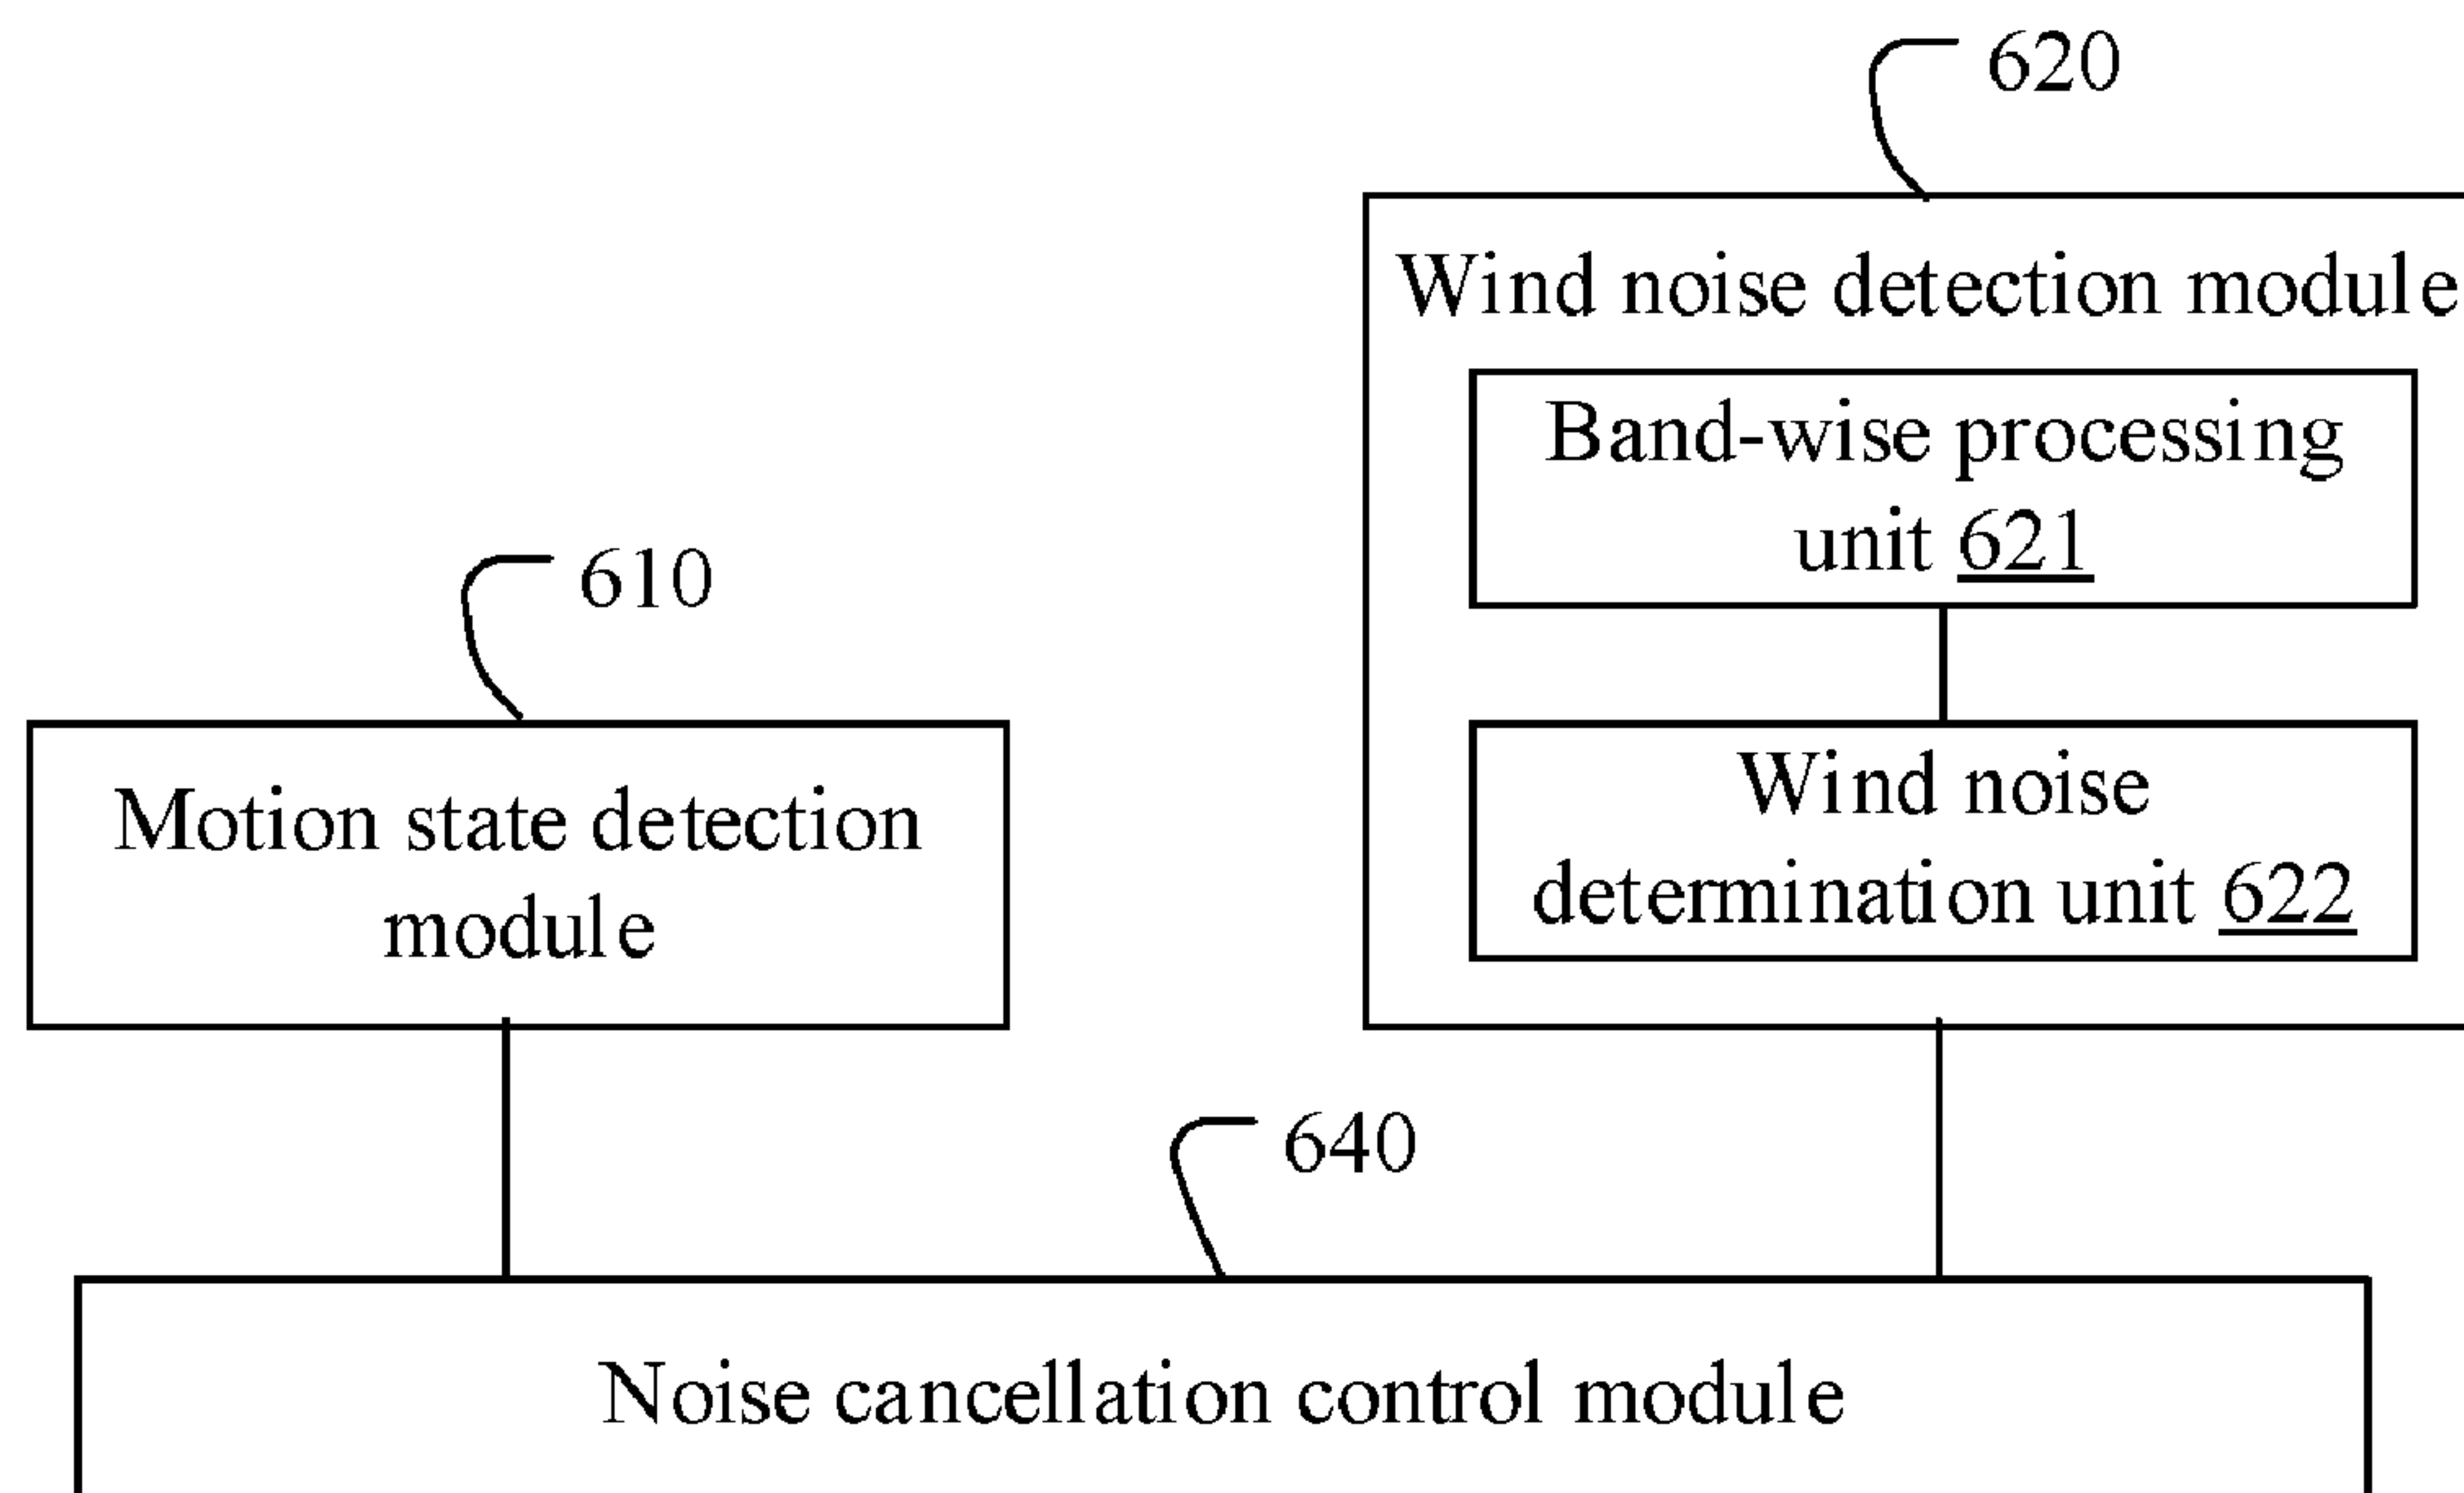 620
Wind noise detection module
Band-wise processing
unit 621
610
Wind noise
determination unit 622
Motion state detection
module
640
Noise cancellation control module